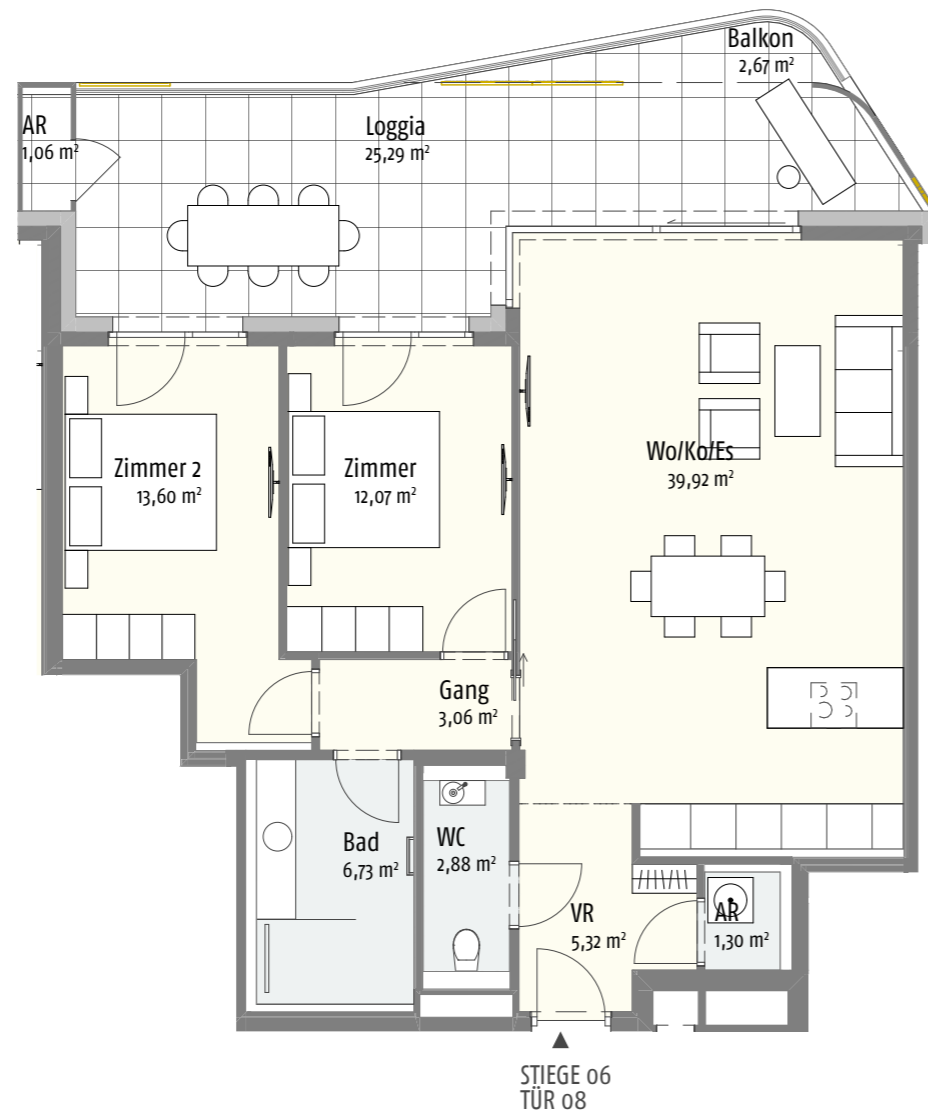 Balkon
2,67 m²
AR
1,06 m²
Loggia
25,29 m²
Zimmer 2
13,60 m²
Zimmer
12,07 m²
Wo/Ko/Es
39,92 m²
Gang
3,06 m²
Bad
6,73 m²
WC
2,88 m²
VR
5,32 m²
AR
1,30 m²
STIEGE 06
TÜR 08